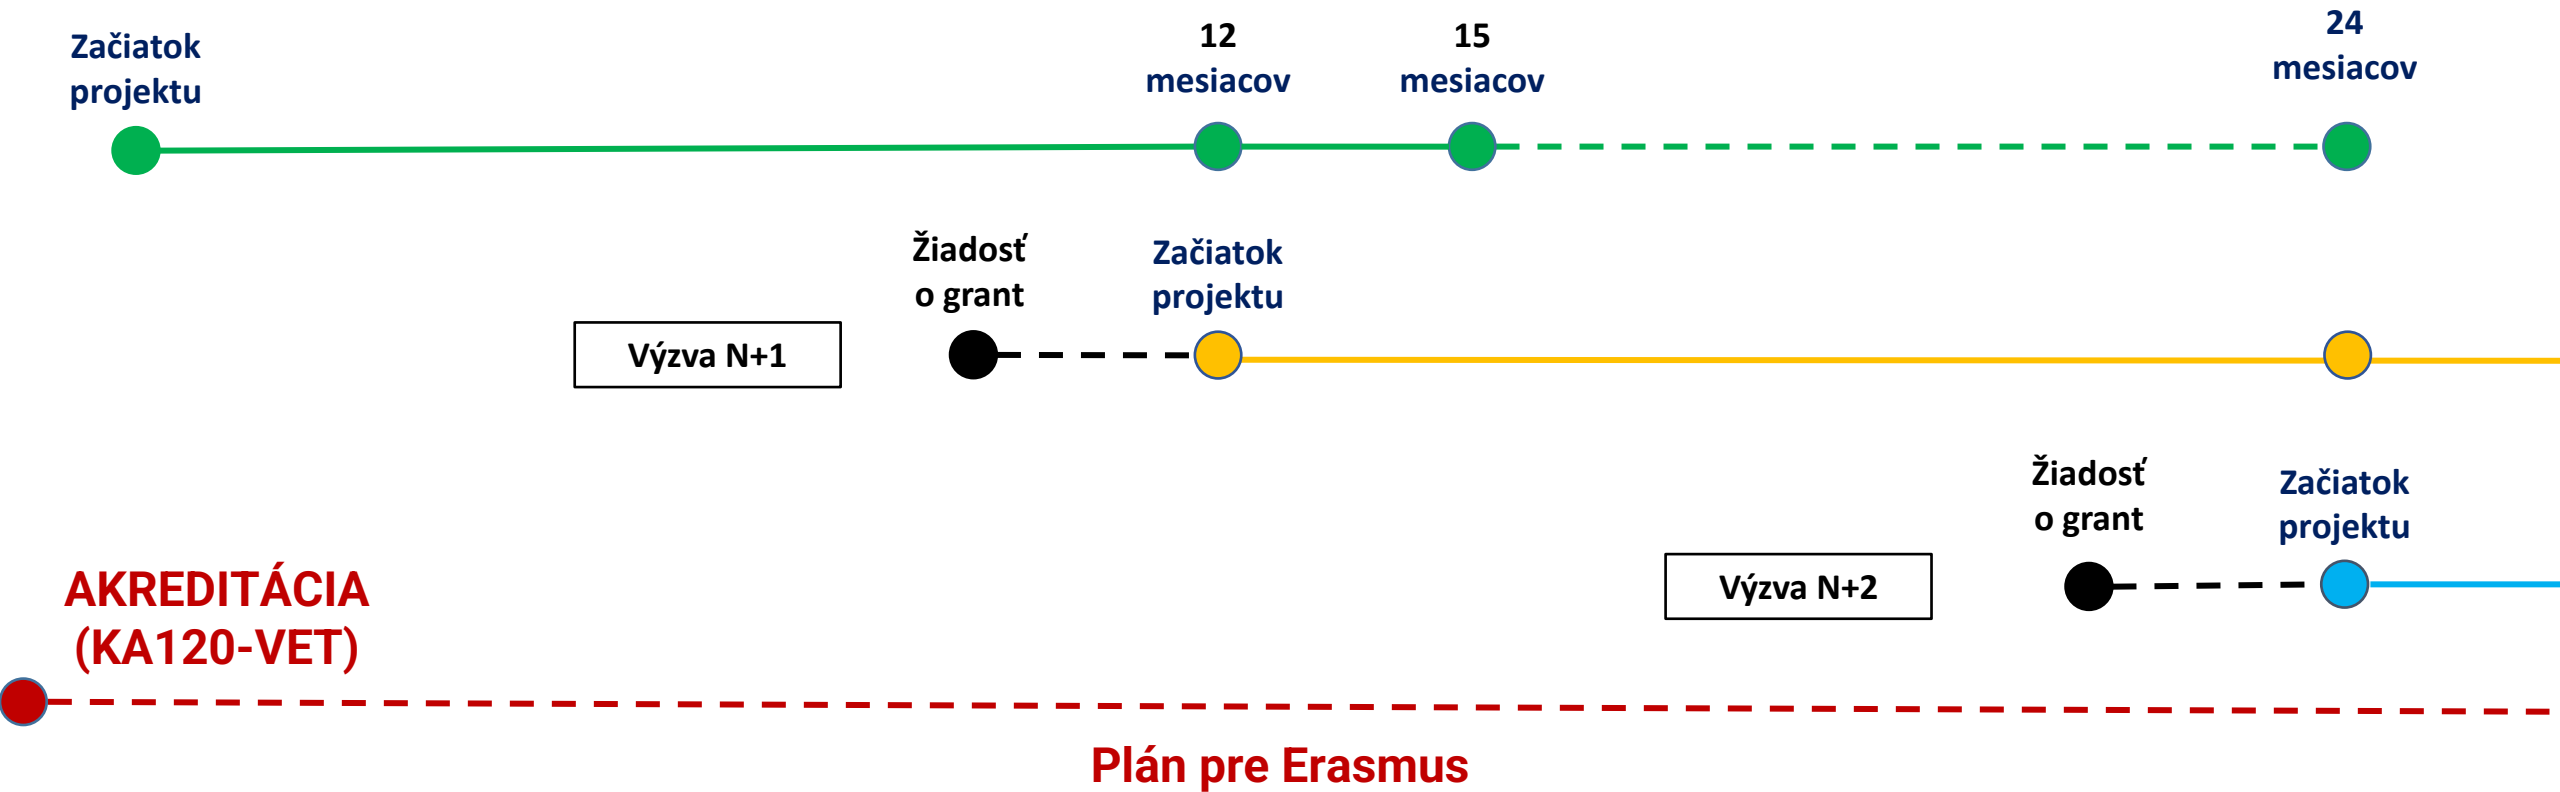 Začiatok
projektu
12
mesiacov
15
mesiacov
24
mesiacov
Žiadosť
o grant
Začiatok
projektu
Výzva N+1
Žiadosť
o grant
Začiatok
projektu
Výzva N+2
AKREDITÁCIA
(KA120-VET)
Plán pre Erasmus